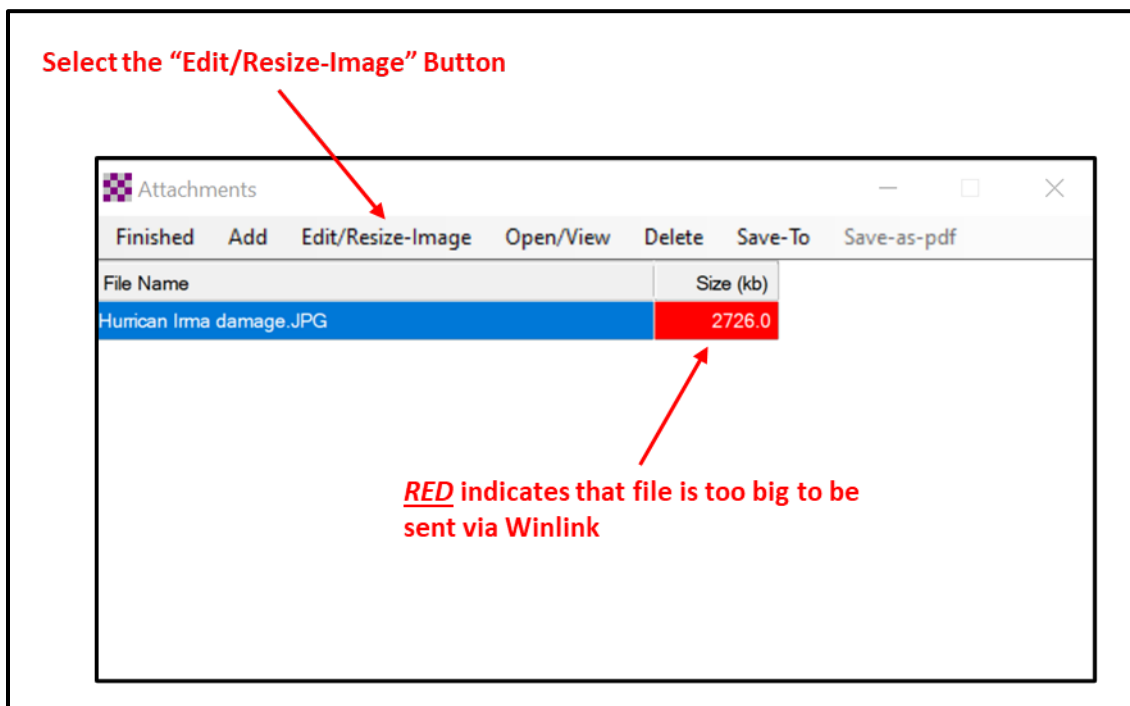 Select the “Edit/Resize-Image” Button
Attachments
Finished Add Edit/Resize-Image Open/View Delete Save-To Save-as-pdf
File Name Size (kb)
Hurrican Irma damage.JPG 2726.0
RED indicates that file is too big to be
sent via Winlink